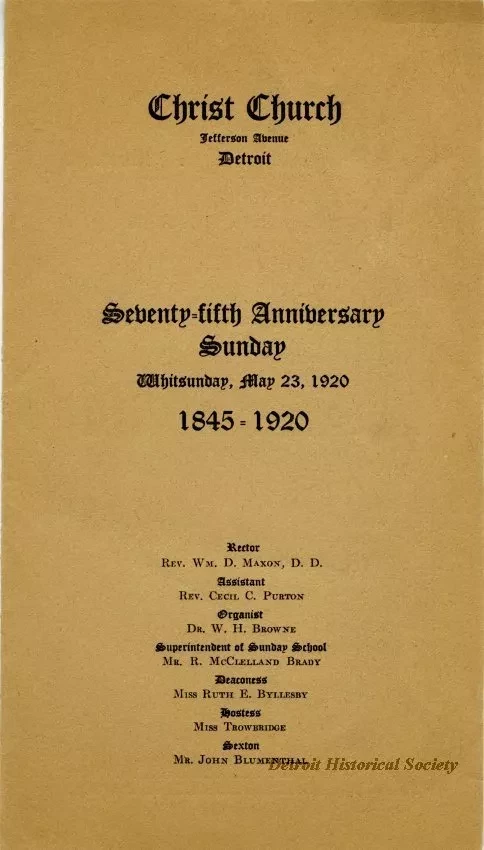 Christ Church
Jefferson Avenue
Detroit
Seventy-fifth Anniversary
Sunday
Whitsunday, May 23, 1920
1845-1920
Rector
Rev. Wm. D. Maxon, D. D.
Assistant
Rev. Cecil C. Purton
Organist
Dr. W. H. Browne
Superintendent of Sunday School
Mr. R. McClelland Brady
Deaconess
Miss Ruth E. Byllesby
Hostess
Miss Trowbridge
Sexton
Mr. John Blumenthal
Detroit Historical Society